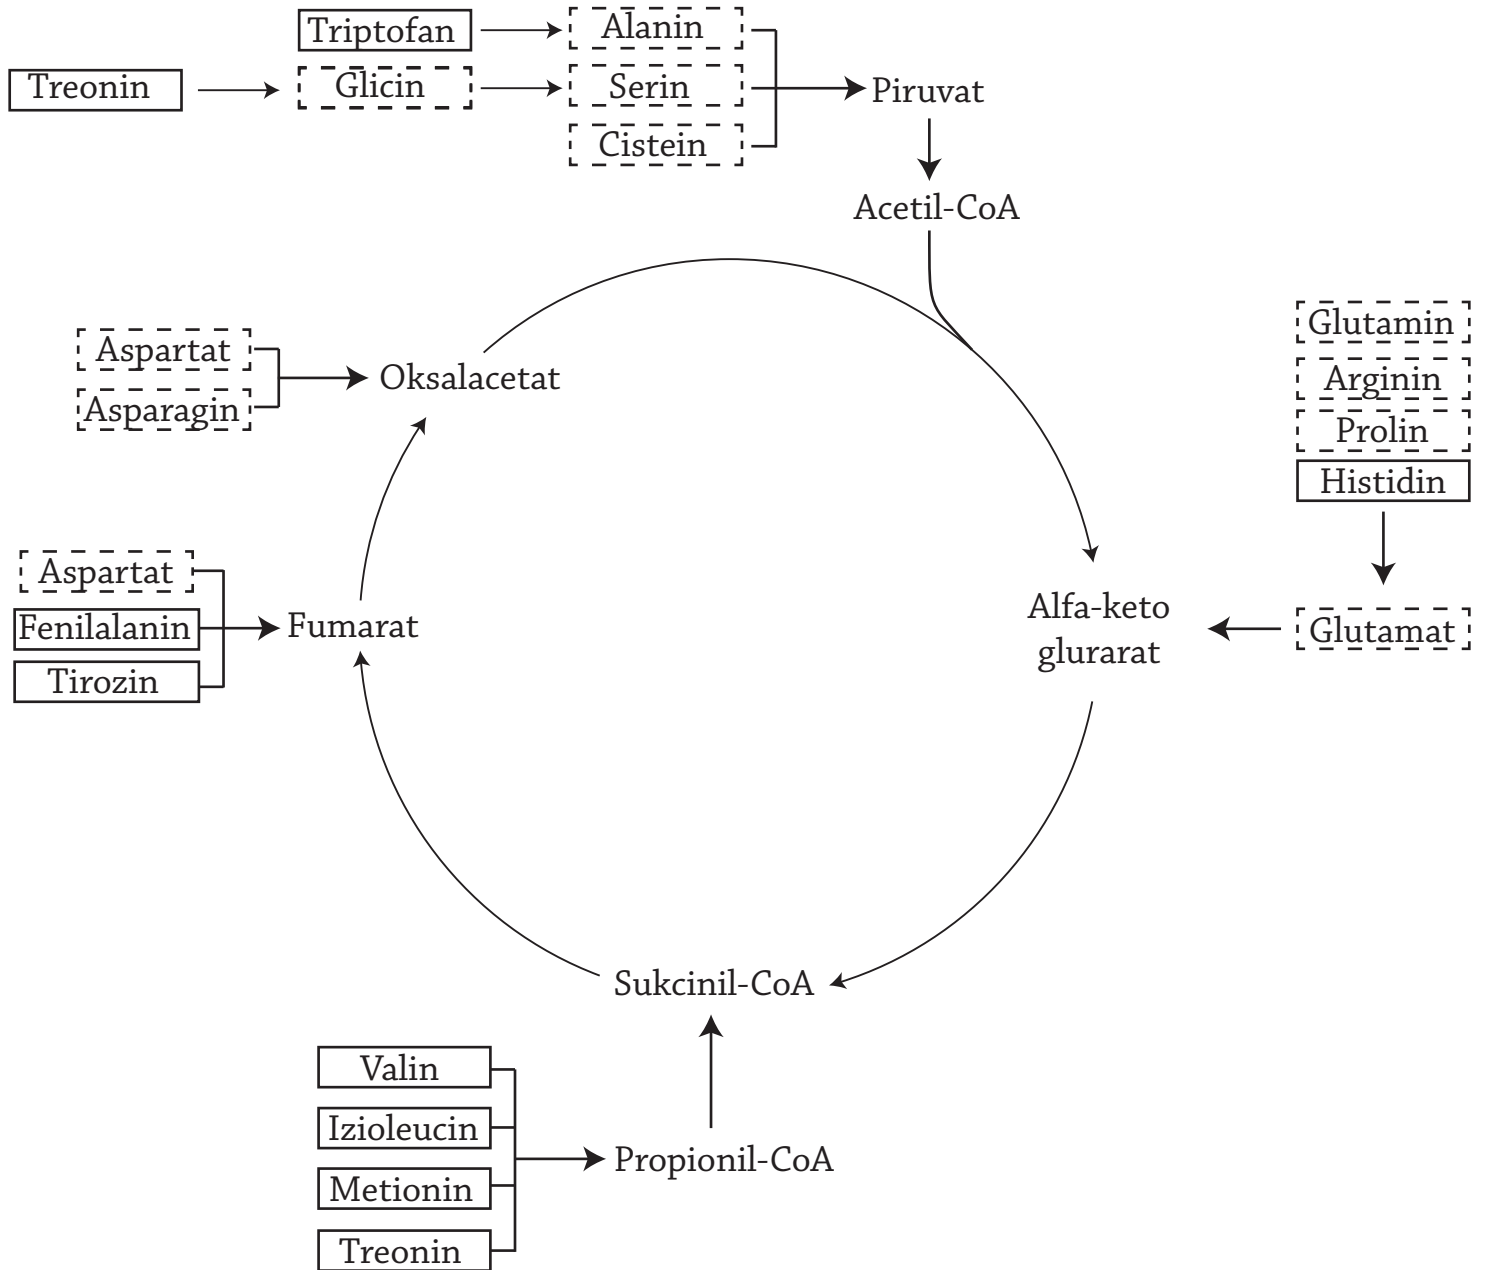 Triptofan
Alanin
Treonin
Glicin
Serin
Piruvat
Cistein
Acetil-CoA
Aspartat
Asparagin
Oksalacetat
Glutamin
Arginin
Prolin
Histidin
Aspartat
Fenilalanin
Tirozin
Fumarat
Alfa-keto
glurarat
Glutamat
Sukcinil-CoA
Valin
Izioleucin
Metionin
Treonin
Propionil-CoA